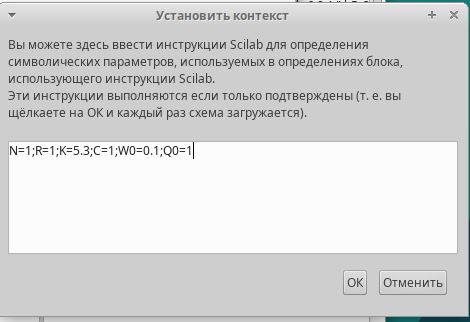 Установить контекст
Вы можете здесь ввести инструкции Scilab для определения
символических параметров, используемых в определениях блока,
использующего инструкции Scilab.
Эти инструкции выполняются если только подтверждены (т. е. вы
щёлкаете на ОК и каждый раз схема загружается).
N=1;R=1;K=5.3;C=1;W0=0.1;Q0=1
ОК
Отменить